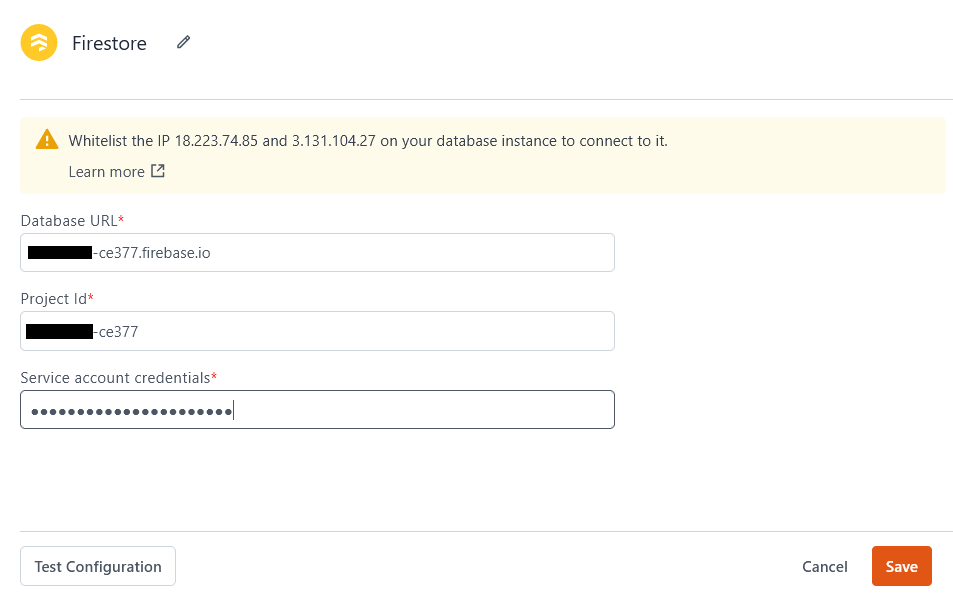 Firestore
Whitelist the IP 18.223.74.85 and 3.131.104.27 on your database instance to connect to it.
Learn more
Database URL*
-ce377.firebase.io
Project Id*
-ce377
Service account credentials*
••••••••••••••••••••••
Test Configuration
Cancel
Save